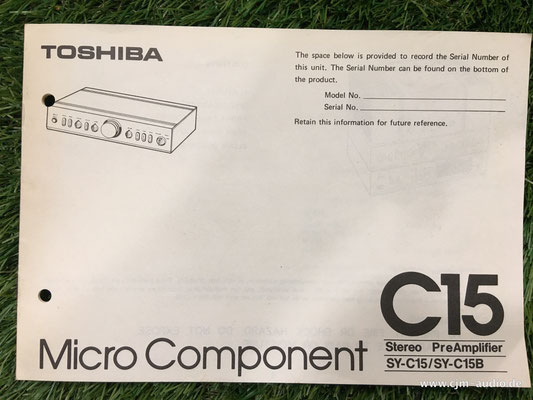 TOSHIBA
The space below is provided to record the Serial Number of
this unit. The Serial Number can be found on the bottom of
the product.
Model No.
Serial No.
Retain this information for future reference.
C15
Stereo PreAmplifier
SY-C15/SY-C15B
Micro Component
www.cjm-audio.de